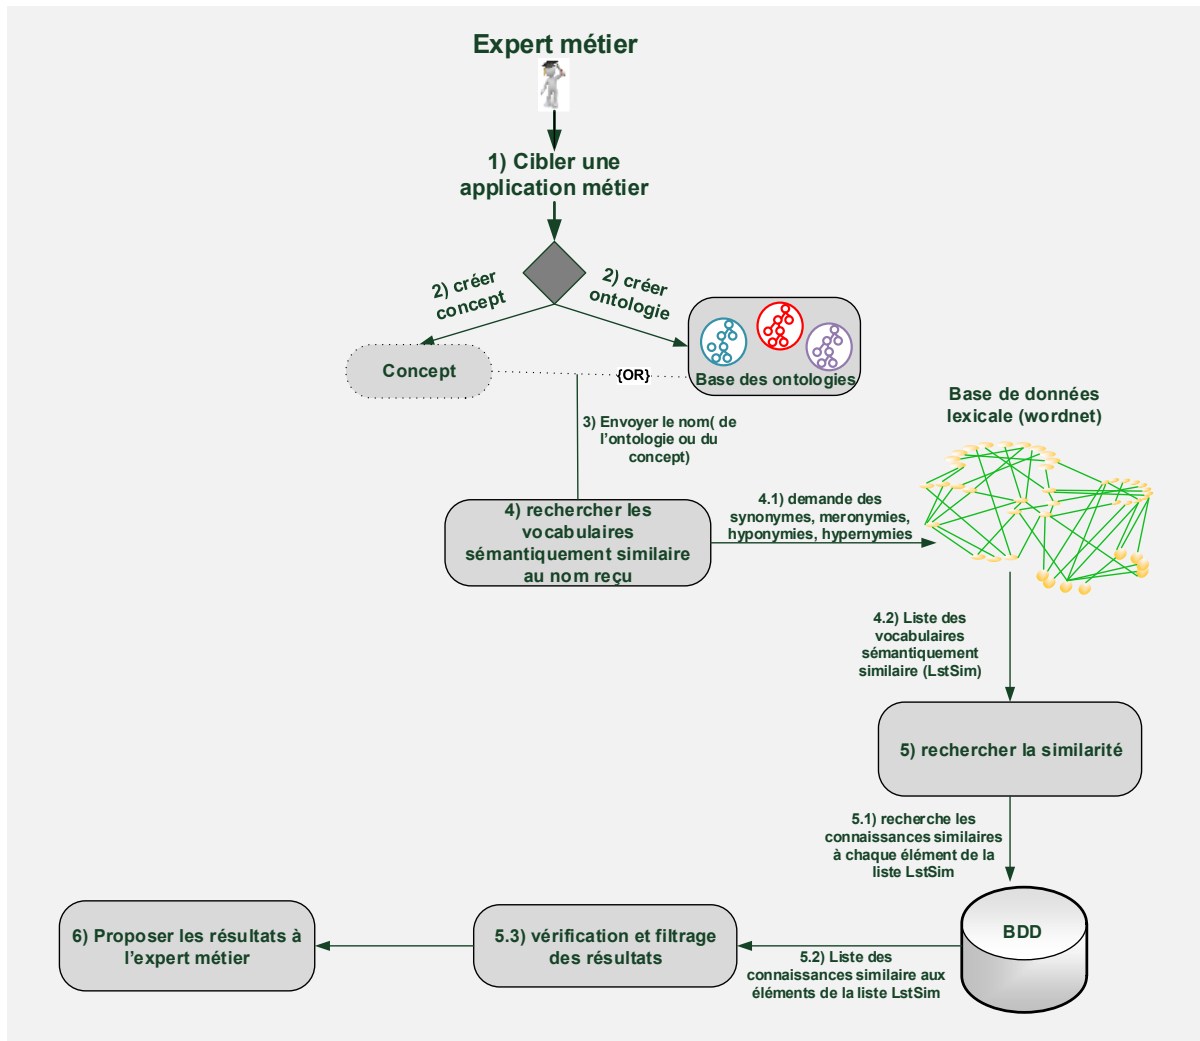 Expert métier
1) Cibler une
application métier
2) créer
concept
2) créer
ontologie
Concept
{OR}
Base des ontologies
3) Envoyer le nom( de
l'ontologie ou du
concept)
Base de données
lexicale (wordnet)
4) rechercher les
vocabulaires
sémantiquement similaire
au nom reçu
4.1) demande des
synonymes, meronymies,
hyponymies, hypernymies
4.2) Liste des
vocabulaires
sémantiquement
similaire (LstSim)
5) rechercher la similarité
5.1) recherche les
connaissances similaires
à chaque élément de la
liste LstSim
BDD
5.2) Liste des
connaissances similaire aux
éléments de la liste LstSim
5.3) vérification et filtrage
des résultats
6) Proposer les résultats à
l'expert métier